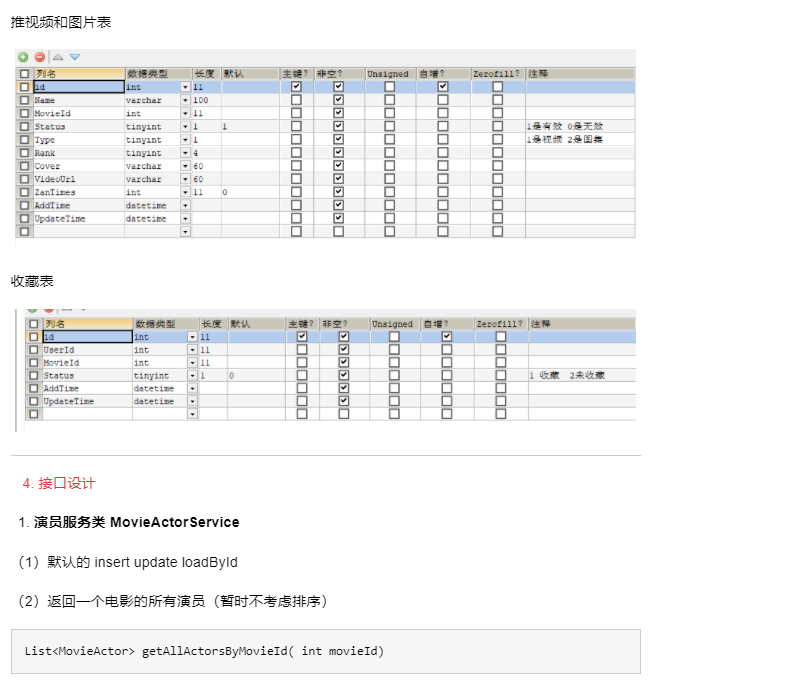 推视频和图片表
列名 数据类型 长度 默认 主键? 非空? Unsigned 自增? Zerofill? 注释
id int 11
Name varchar 100
MovieId int 11
Status tinyint 1 1 1是有效 0是无效
Type tinyint 1 1是视频 2是图集
Rank tinyint 4
Cover varchar 60
VideoUrl varchar 60
ZanTimes int 11 0
AddTime datetime
UpdateTime datetime
收藏表
列名 数据类型 长度 默认 主键? 非空? Unsigned 自增? Zerofill? 注释
id int 11
UserId int 11
MovieId int 11
Status tinyint 1 0 1 收藏 2未收藏
AddTime datetime
UpdateTime datetime
4. 接口设计
1. 演员服务类 MovieActorService
（1）默认的 insert update loadById
（2）返回一个电影的所有演员（暂时不考虑排序）
List<MovieActor> getAllActorsByMovieId( int movieId)